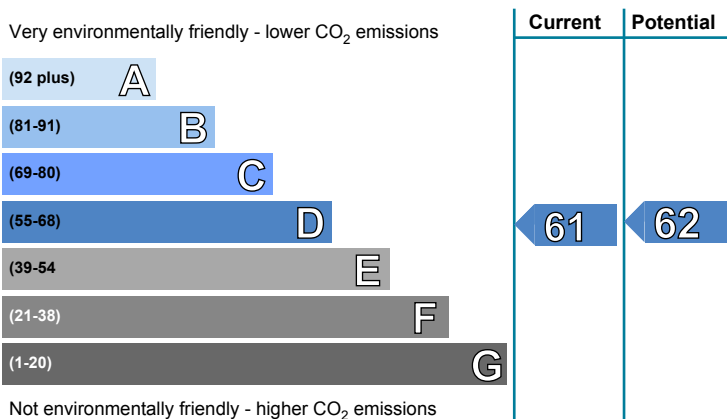 Current Potential
Very environmentally friendly - lower CO2 emissions
(92 plus) A
(81-91) B
(69-80) C
(55-68) D 61 62
(39-54 E
(21-38) F
(1-20) G
Not environmentally friendly - higher CO2 emissions